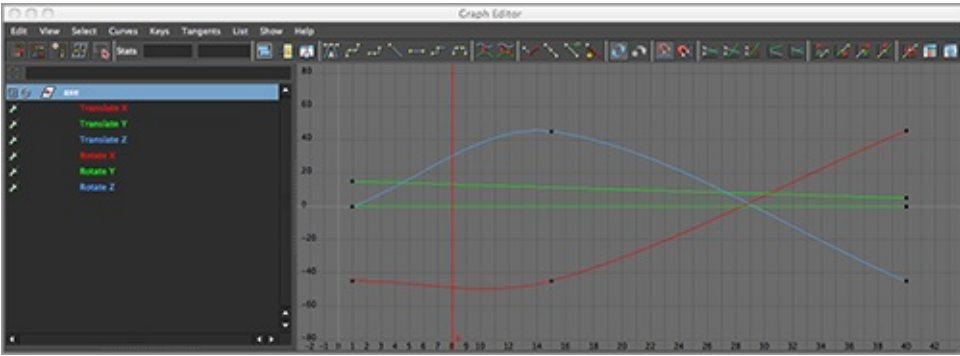 Graph Editor
Edit View Select Curves Keys Tangents List Show Help
Stats
axe
Translate X
Translate Y
Translate Z
Rotate X
Rotate Y
Rotate Z
80
60
40
20
0
-20
-40
-60
-80
-2 -1 0 1 2 3 4 5 6 7 8 9 10 12 14 16 18 20 22 24 26 28 30 32 34 36 38 40 42